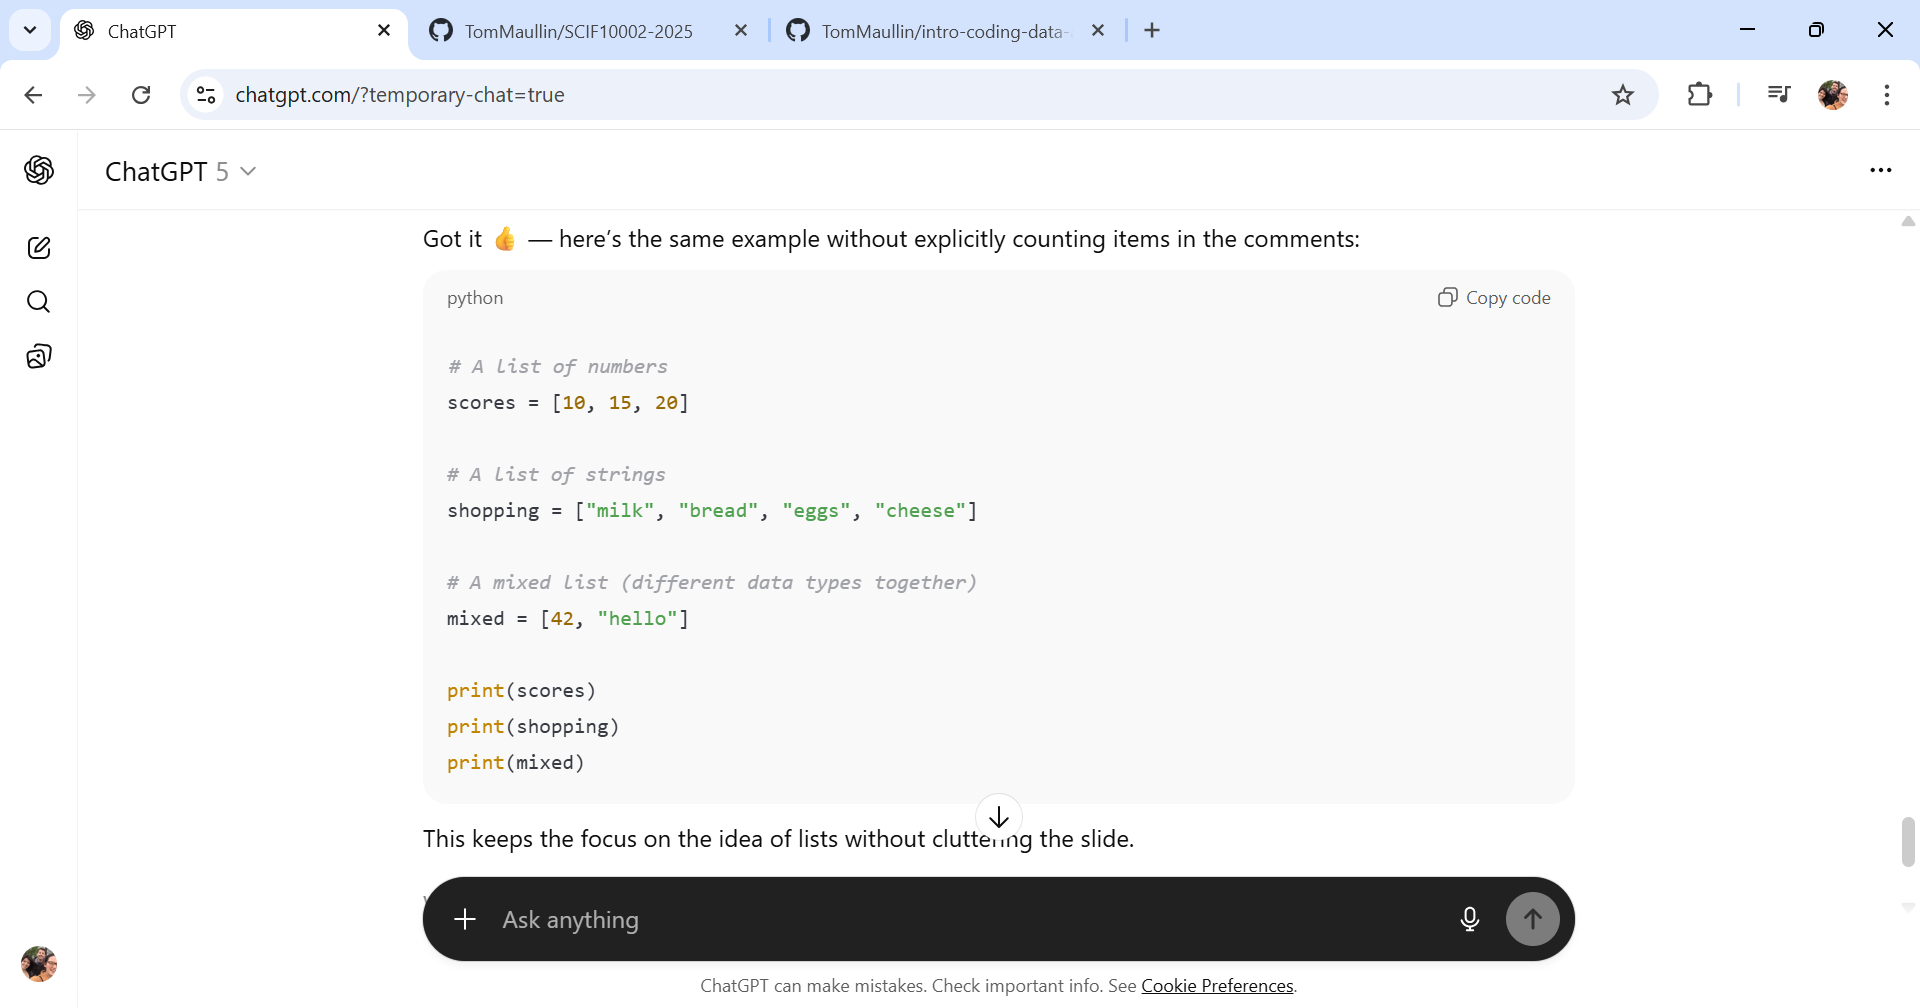 ChatGPT
TomMaullin/SCIF10002-2025
TomMaullin/intro-coding-data-
chatgpt.com/?temporary-chat=true
ChatGPT 5
Got it 👍 — here’s the same example without explicitly counting items in the comments:
python
Copy code
# A list of numbers
scores = [10, 15, 20]
# A list of strings
shopping = ["milk", "bread", "eggs", "cheese"]
# A mixed list (different data types together)
mixed = [42, "hello"]
print(scores)
print(shopping)
print(mixed)
This keeps the focus on the idea of lists without cluttering the slide.
Ask anything
ChatGPT can make mistakes. Check important info. See Cookie Preferences.